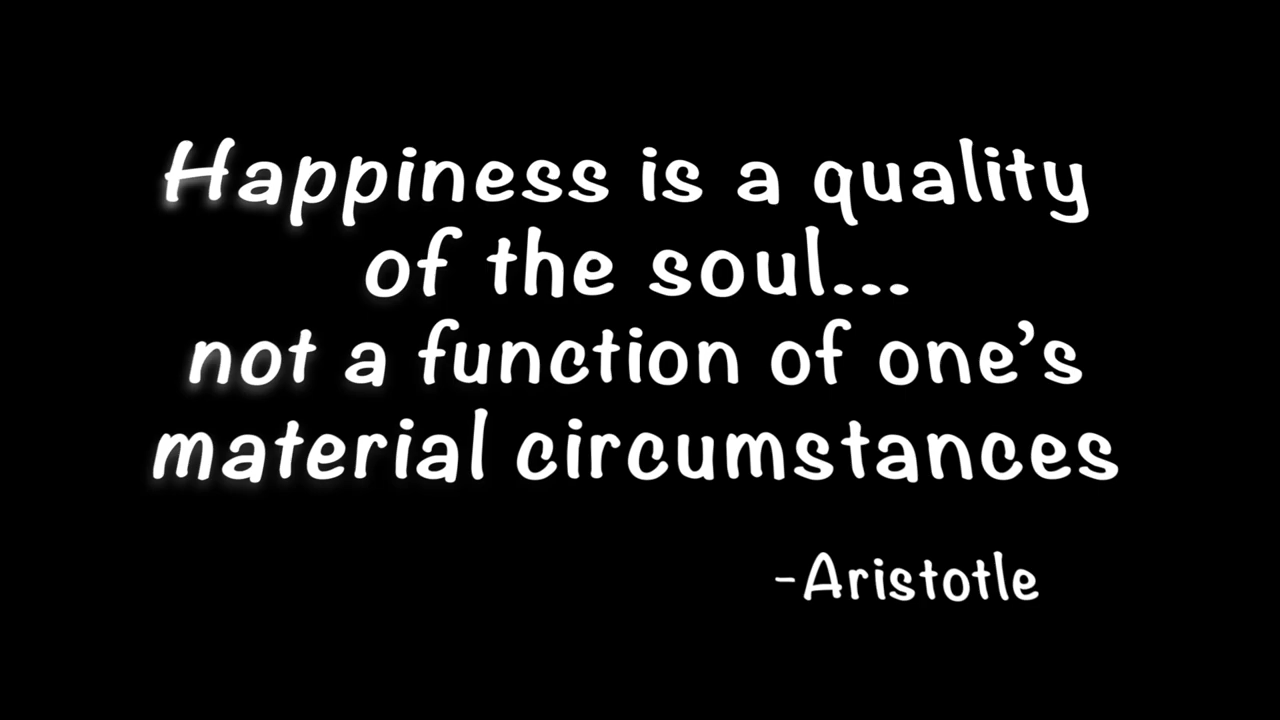 Happiness is a quality
of the soul...
not a function of one’s
material circumstances
-Aristotle